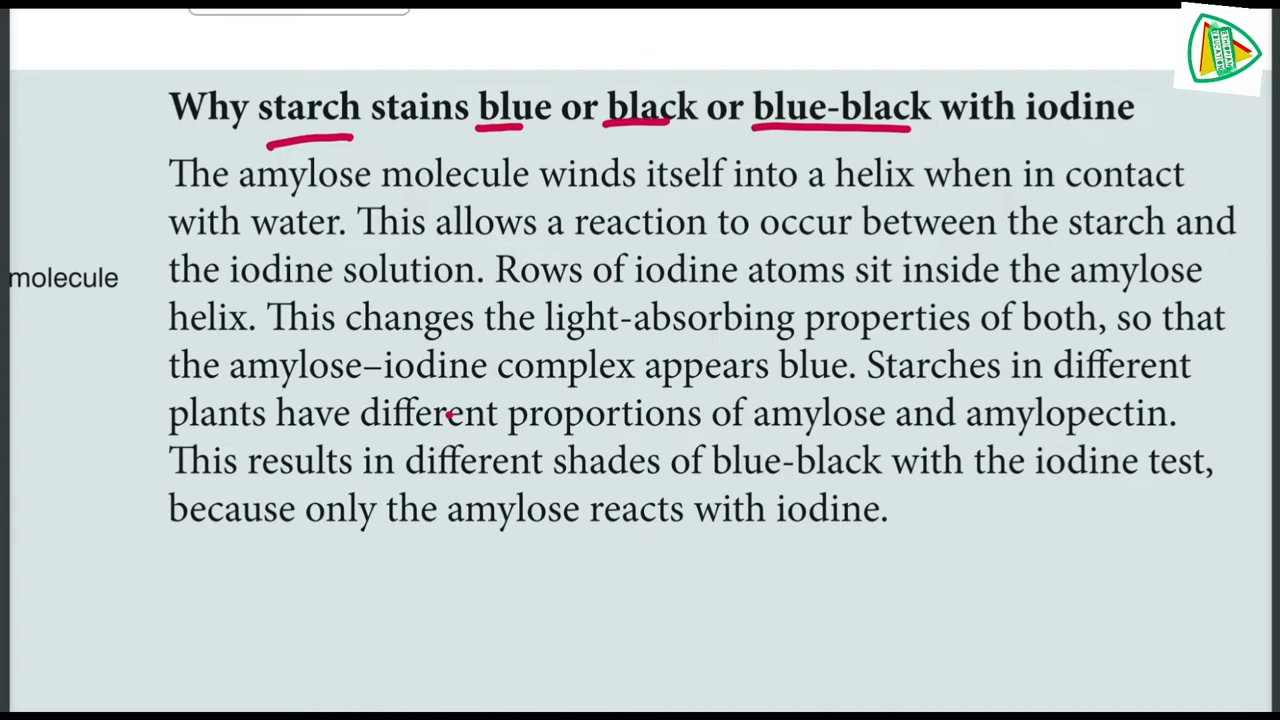 Why starch stains blue or black or blue-black with iodine
The amylose molecule winds itself into a helix when in contact
with water. This allows a reaction to occur between the starch and
molecule
the iodine solution. Rows of iodine atoms sit inside the amylose
helix. This changes the light-absorbing properties of both, so that
the amylose–iodine complex appears blue. Starches in different
plants have different proportions of amylose and amylopectin.
This results in different shades of blue-black with the iodine test,
because only the amylose reacts with iodine.